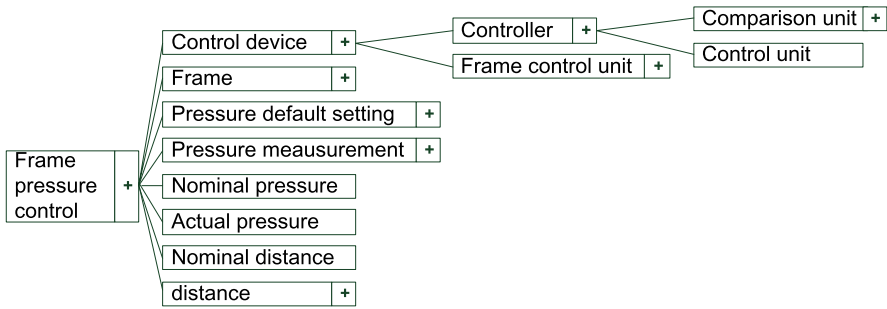 Frame
pressure
control
+
Control device +
Frame +
Pressure default setting +
Pressure meausurement +
Nominal pressure
Actual pressure
Nominal distance
distance +
Controller +
Frame control unit +
Comparison unit +
Control unit